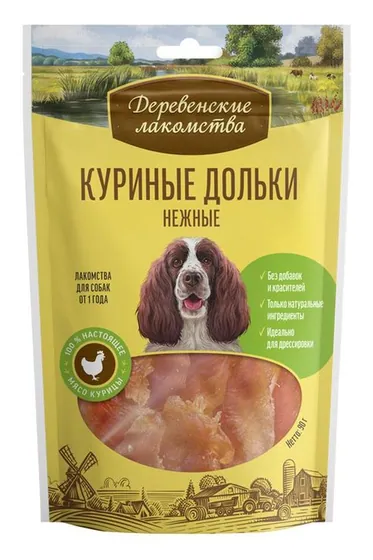 Деревенские
лакомства
КУРИНЫЕ ДОЛЬКИ
НЕЖНЫЕ
ЛАКОМСТВА
ДЛЯ СОБАК
ОТ 1 ГОДА
100 % НАСТОЯЩЕЕ
МЯСО КУРИЦЫ
Без добавок
и красителей
Только натуральные
ингредиенты
Идеально
для дрессировки
Нетто: 90 г